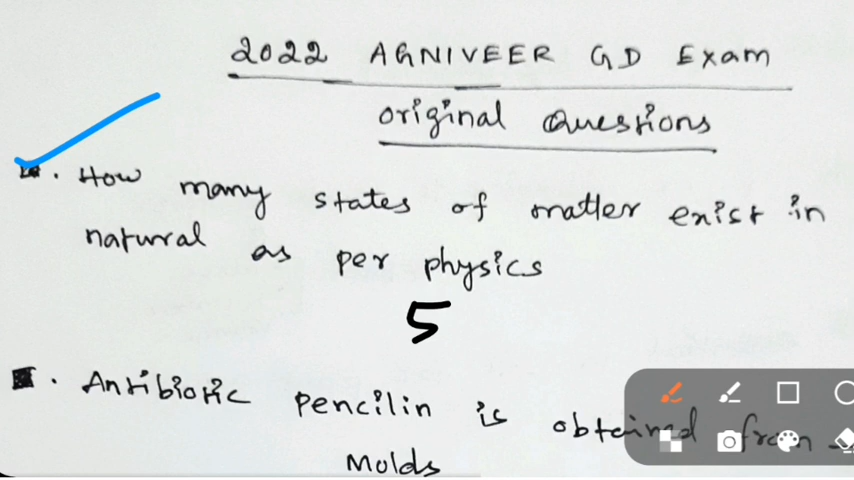 2022 AGNIVEER GD Exam
original Questions
. How many states of matter exist in
natural as per physics
5
. Antibiotic pencilin is obtained from
Molds